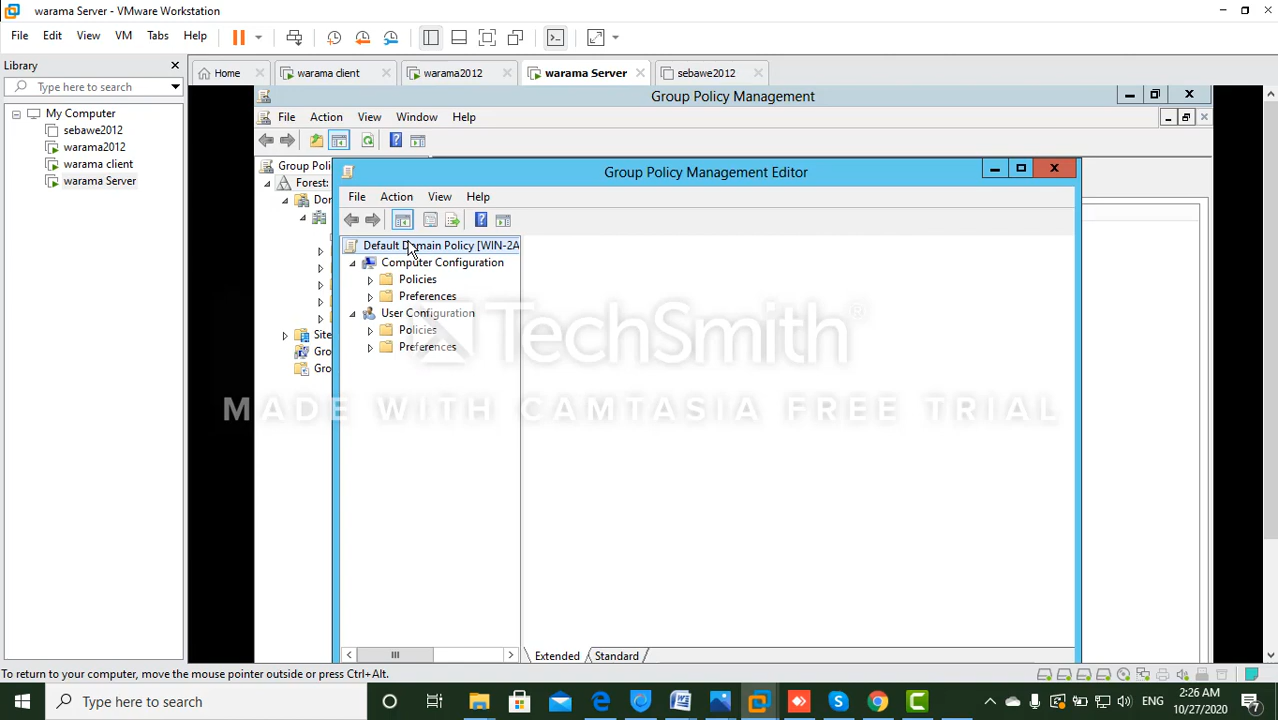 warama Server - VMware Workstation
File Edit View VM Tabs Help
Library
Type here to search
My Computer
sebawe2012
warama2012
warama client
warama Server
Home
warama client
warama2012
warama Server
sebawe2012
Group Policy Management
File Action View Window Help
Group Poli
Forest:
Dor
Site
Gro
Gro
Group Policy Management Editor
File Action View Help
Default Domain Policy [WIN-2A
Computer Configuration
Policies
Preferences
User Configuration
Policies
Preferences
TechSmith®
MADE WITH CAMTASIA FREE TRIAL
Extended Standard
To return to your computer, move the mouse pointer outside or press Ctrl+Alt.
Type here to search
ENG
2:26 AM
10/27/2020
7